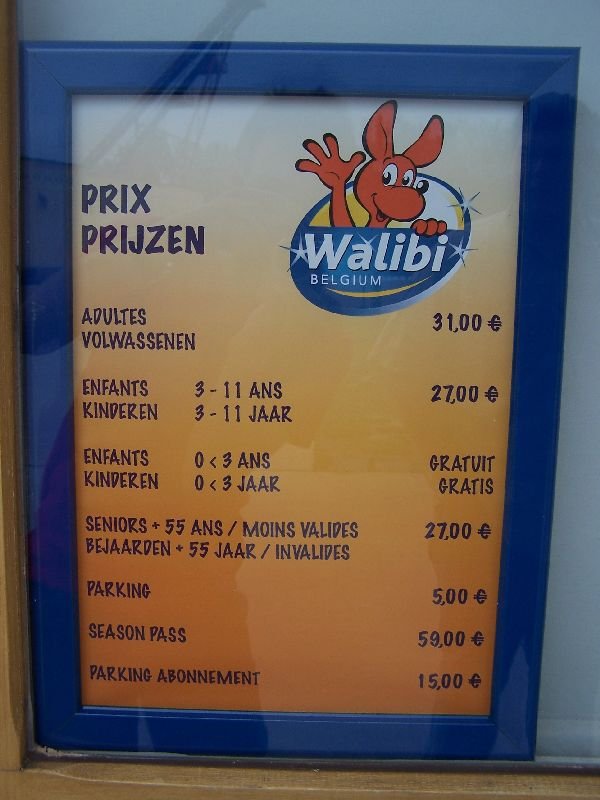 PRIX
PRIJZEN
Walibi
BELGIUM
ADULTES
VOLWASSENEN
31,00 €
ENFANTS 3 - 11 ANS
KINDEREN 3 - 11 JAAR
27,00 €
ENFANTS 0 < 3 ANS GRATUIT
KINDEREN 0 < 3 JAAR GRATIS
SENIORS + 55 ANS / MOINS VALIDES 27,00 €
BEJAARDEN + 55 JAAR / INVALIDES
PARKING 5,00 €
SEASON PASS 59,00 €
PARKING ABONNEMENT 15,00 €